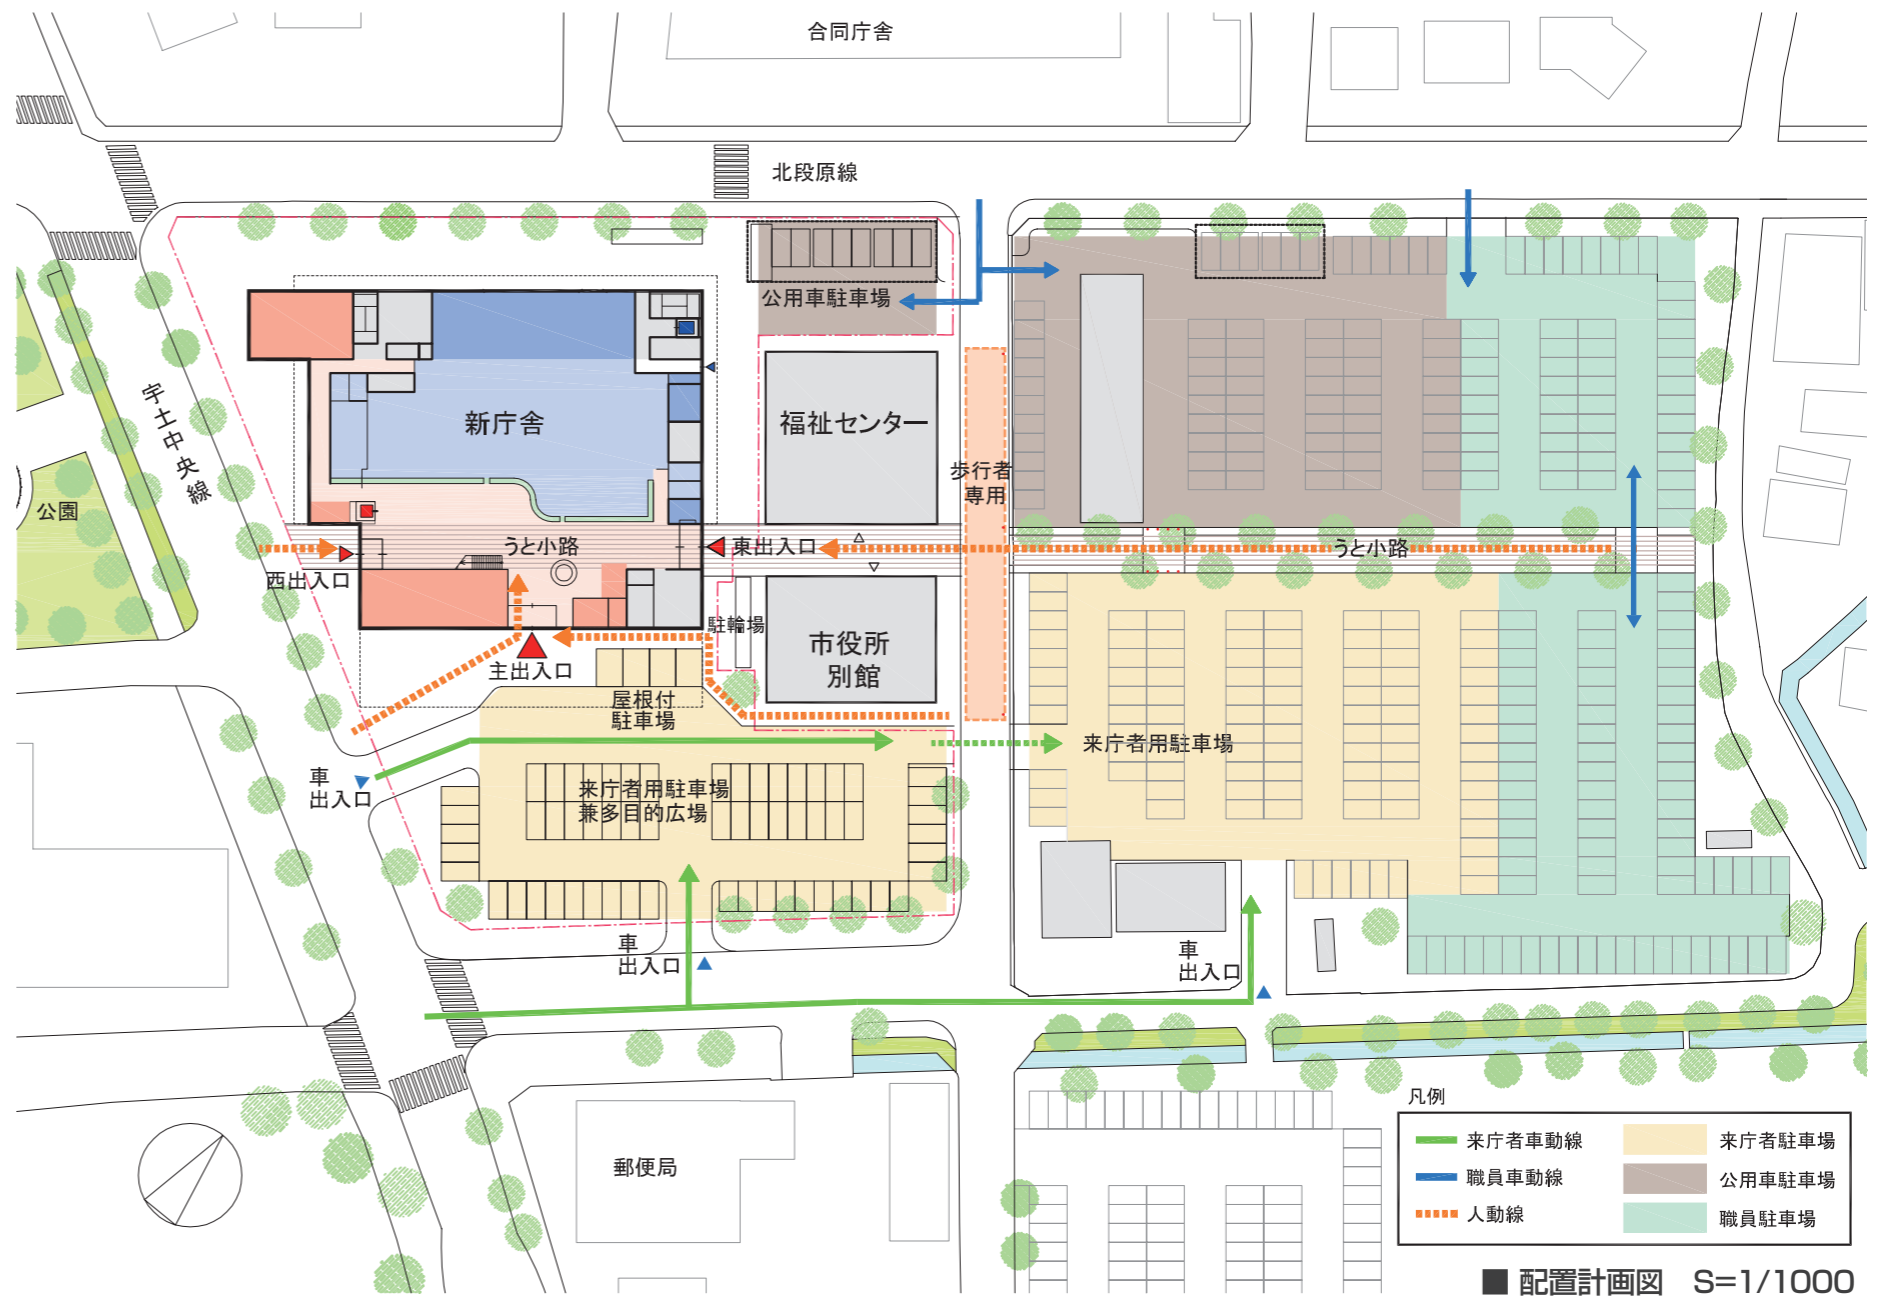 合同庁舎
北段原線
公用車駐車場
宇土中央線
新庁舎
福祉センター
歩行者
専用
公園
うと小路
東出入口
うと小路
西出入口
駐輪場
市役所
別館
主出入口
屋根付
駐車場
来庁者用駐車場
車
出入口
来庁者用駐車場
兼多目的広場
車
出入口
車
出入口
郵便局
凡例
来庁者車動線
職員車動線
人動線
来庁者駐車場
公用車駐車場
職員駐車場
■ 配置計画図 S=1/1000